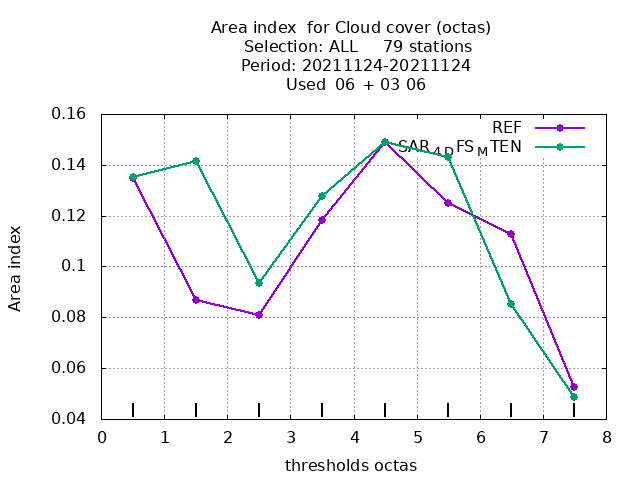 Area index  for Cloud cover (octas)
Selection: ALL     79 stations
Period: 20211124-20211124
Used  06 + 03 06
REF
SAR4DFSMTEN
0.16
0.14
0.12
0.1
0.08
0.06
0.04
0 1 2 3 4 5 6 7 8
Area index
thresholds octas